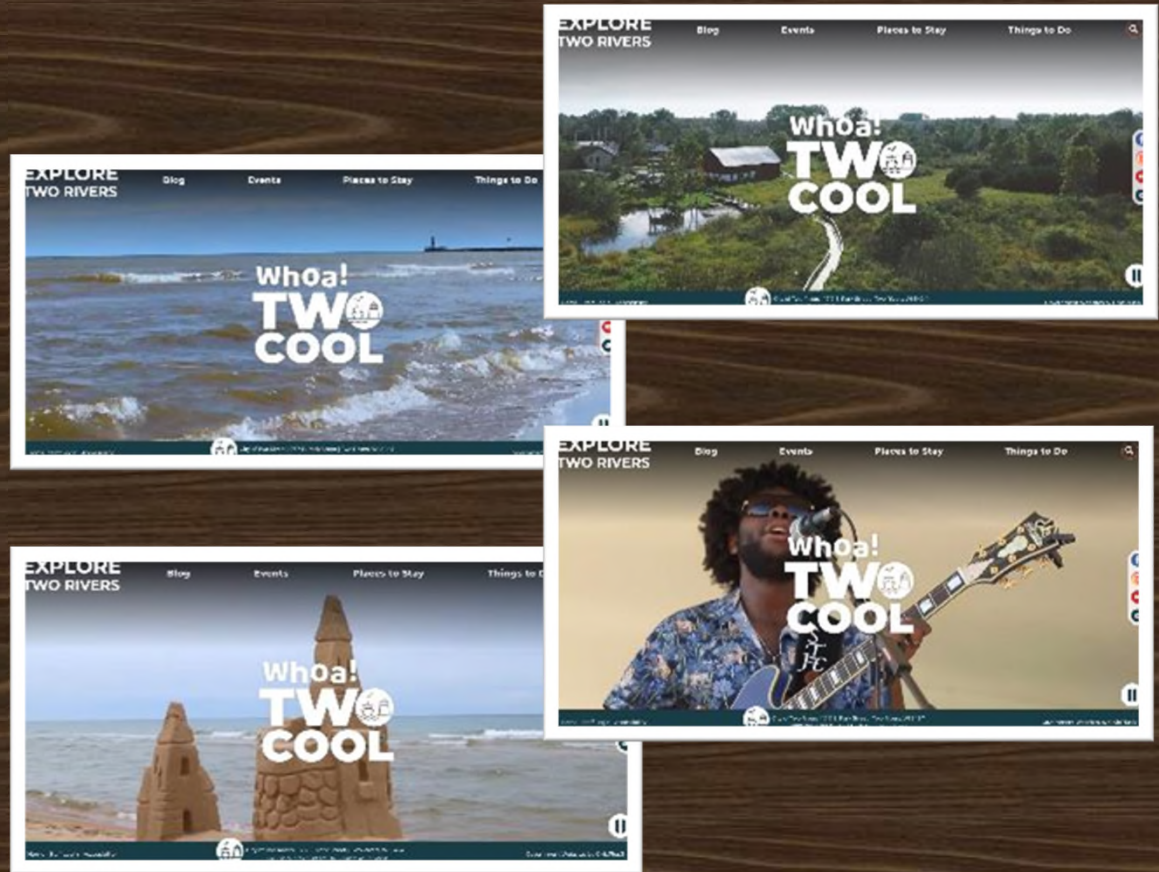 EXPLORE
TWO RIVERS
Blog Events Places to Stay Things to Do
Whoa!
TWO
COOL
EXPLORE
TWO RIVERS
Blog Events Places to Stay Things to Do
Whoa!
TWO
COOL
EXPLORE
TWO RIVERS
Blog Events Places to Stay Things to Do
Whoa!
TWO
COOL
EXPLORE
TWO RIVERS
Blog Events Places to Stay Things to
Whoa!
TWO
COOL